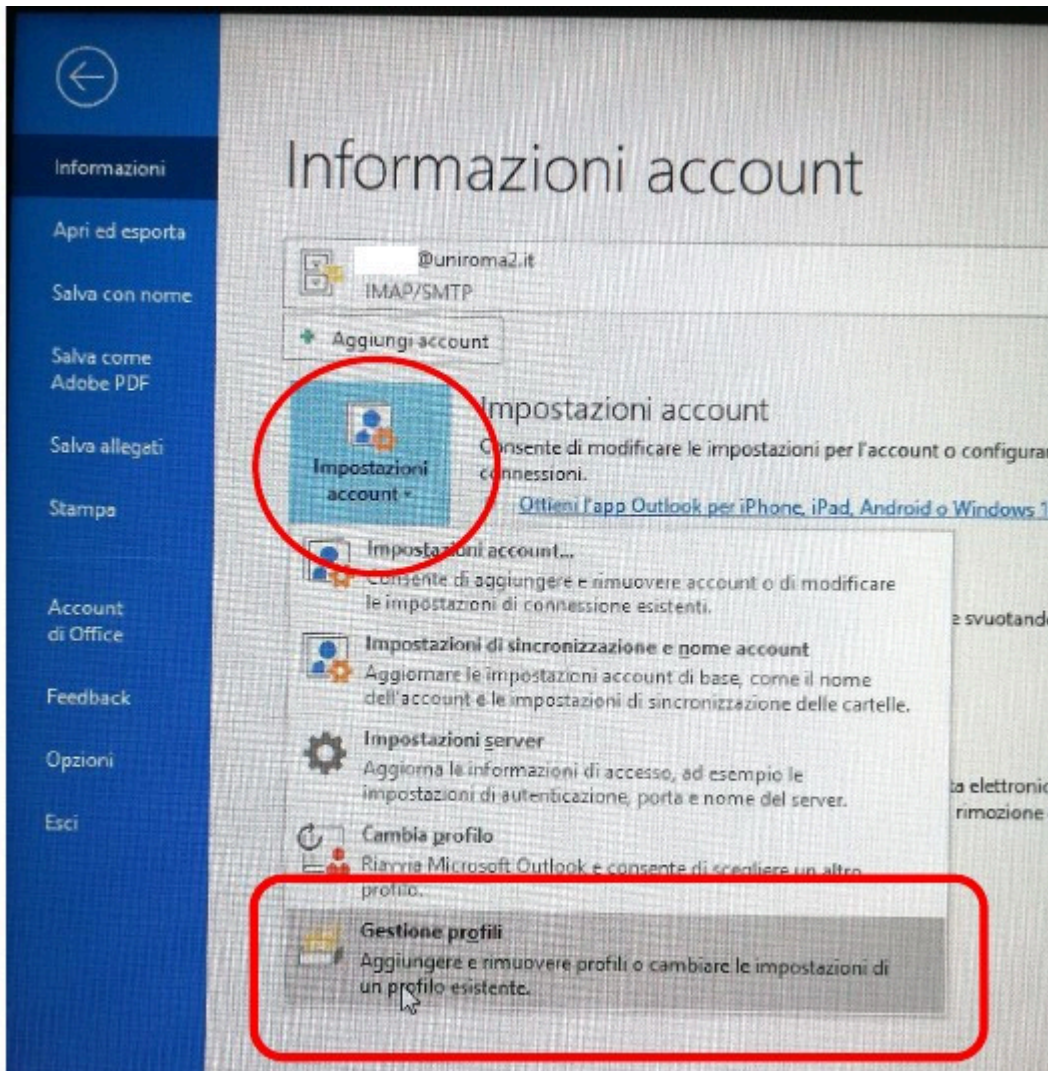 Informazioni
Apri ed esporta
Salva con nome
Salva come
Adobe PDF
Salva allegati
Stampa
Account
di Office
Feedback
Opzioni
Esci
Informazioni account
@uniroma2.it
IMAP/SMTP
Aggiungi account
Impostazioni
account
Impostazioni account
Consente di modificare le impostazioni per l'account o configurar
connessioni.
Ottieni l'app Outlook per iPhone, iPad, Android o Windows 1
Impostazioni account...
Consente di aggiungere e rimuovere account o di modificare
le impostazioni di connessione esistenti.
Impostazioni di sincronizzazione e nome account
Aggiornare le impostazioni account di base, come il nome
dell'account e le impostazioni di sincronizzazione delle cartelle.
Impostazioni server
Aggiorna le informazioni di accesso, ad esempio le
impostazioni di autenticazione, porta e nome del server.
Cambia profilo
Riavvia Microsoft Outlook e consente di scegliere un altro
profilo.
Gestione profili
Aggiungere e rimuovere profili o cambiare le impostazioni di
un profilo esistente.
e svuotand
ta elettronic
rimozione